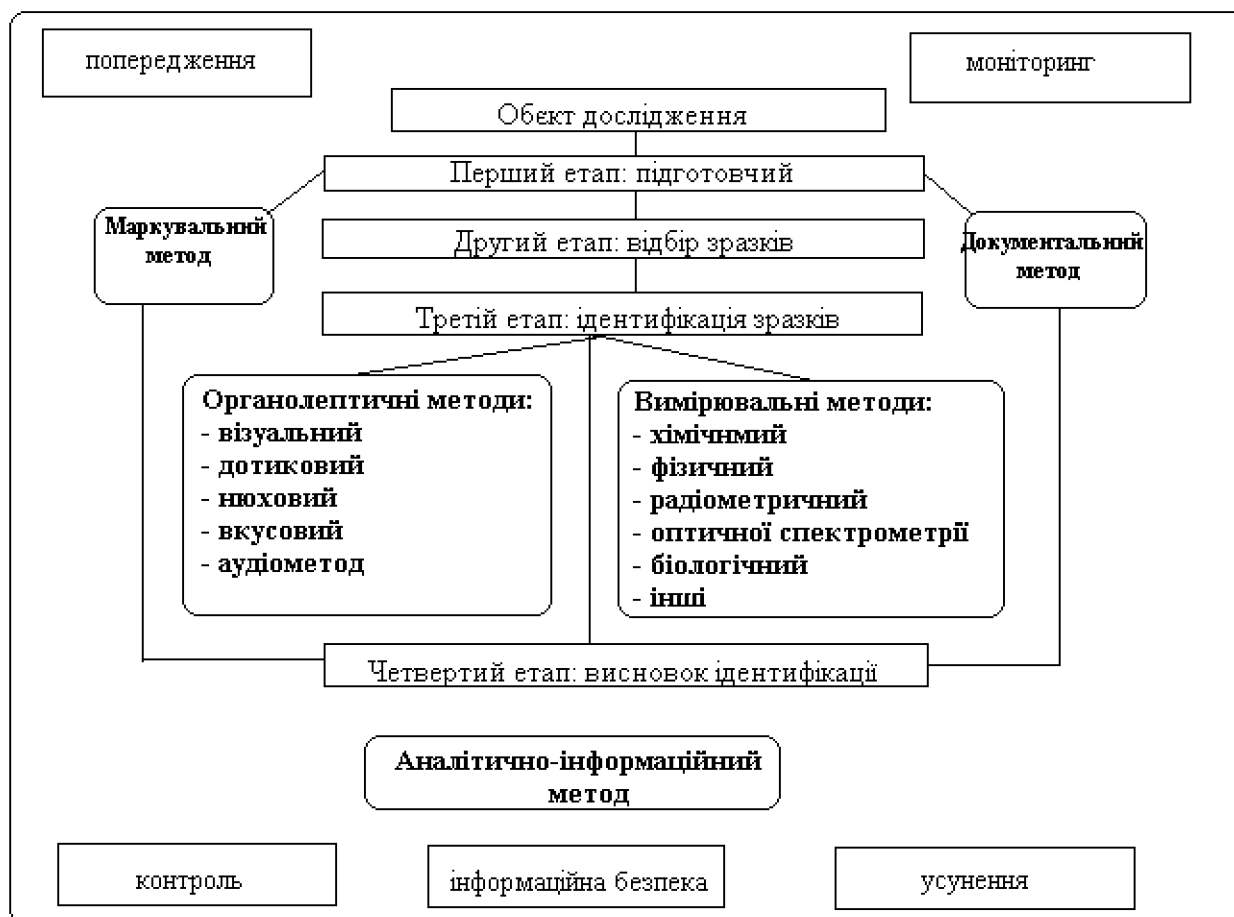 попередження
моніторинг
Обєкт дослідження
Перший етап: підготовчий
Маркувальний
метод
Другий етап: відбір зразків
Документальний
метод
Третій етап: ідентифікація зразків
Органолептичні методи:
- візуальний
- дотиковий
- нюховий
- вкусовий
- аудіометод
Вимірювальні методи:
- хімічнмий
- фізичний
- радіометричний
- оптичної спектрометрії
- біологічний
- інші
Четвертий етап: висновок ідентифікації
Аналітично-інформаційний
метод
контроль
інформаційна безпека
усунення